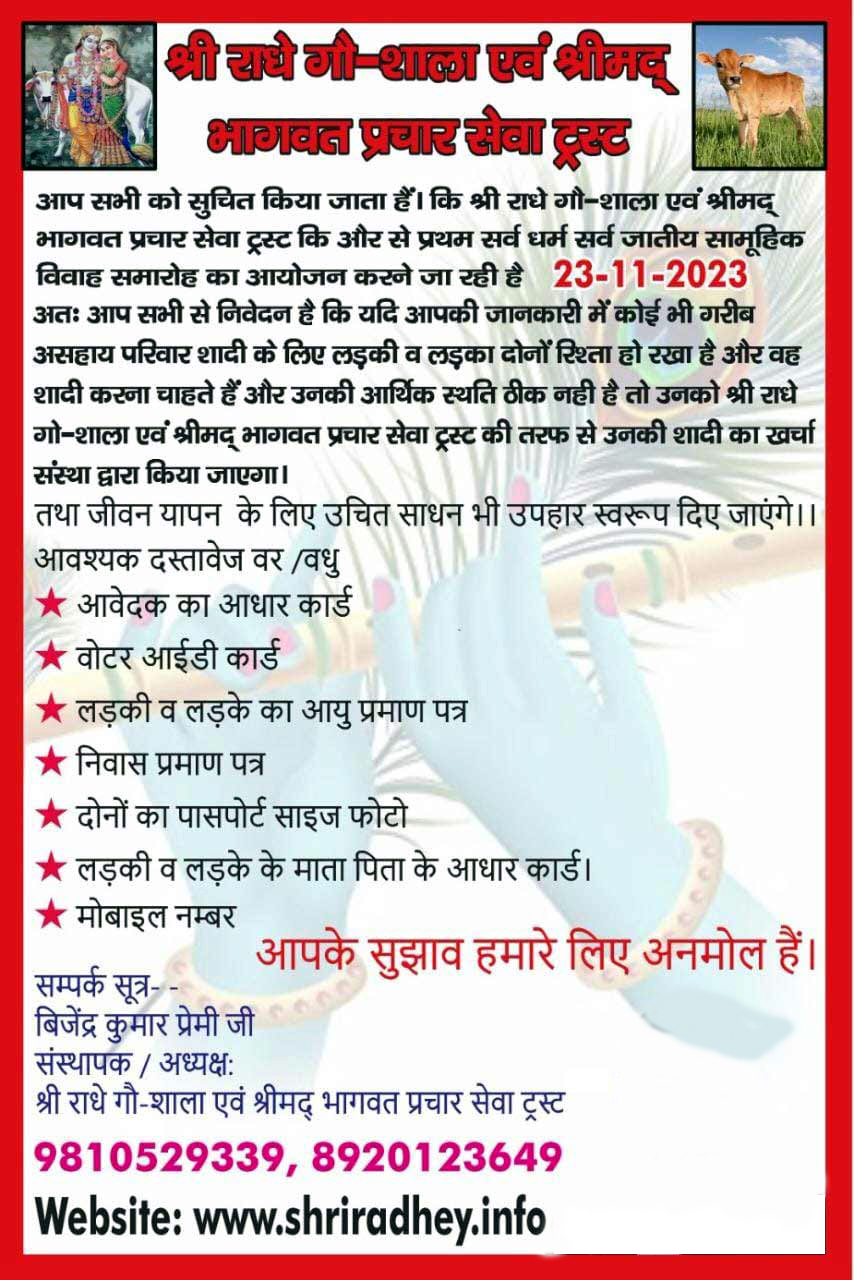 श्री राधे गौ-शाला एवं श्रीमद्
भागवत प्रचार सेवा ट्रस्ट
आप सभी को सुचित किया जाता हैं। कि श्री राधे गौ-शाला एवं श्रीमद्
भागवत प्रचार सेवा ट्रस्ट कि और से प्रथम सर्व धर्म सर्व जातीय सामूहिक
विवाह समारोह का आयोजन करने जा रही है 23-11-2023
अतः आप सभी से निवेदन है कि यदि आपकी जानकारी में कोई भी गरीब
असहाय परिवार शादी के लिए लड़की व लड़का दोनों रिश्ता हो रखा है और वह
शादी करना चाहते हैं और उनकी आर्थिक स्थति ठीक नही है तो उनको श्री राधे
गो-शाला एवं श्रीमद् भागवत प्रचार सेवा ट्रस्ट की तरफ से उनकी शादी का खर्चा
संस्था द्वारा किया जाएगा।
तथा जीवन यापन के लिए उचित साधन भी उपहार स्वरूप दिए जाएंगे।।
आवश्यक दस्तावेज वर /वधु
★ आवेदक का आधार कार्ड
★ वोटर आईडी कार्ड
★ लड़की व लड़के का आयु प्रमाण पत्र
★ निवास प्रमाण पत्र
★ दोनों का पासपोर्ट साइज फोटो
★ लड़की व लड़के के माता पिता के आधार कार्ड।
★ मोबाइल नम्बर
आपके सुझाव हमारे लिए अनमोल हैं।
सम्पर्क सूत्र- -
बिजेंद्र कुमार प्रेमी जी
संस्थापक / अध्यक्ष:
श्री राधे गौ-शाला एवं श्रीमद् भागवत प्रचार सेवा ट्रस्ट
9810529339, 8920123649
Website: www.shriradhey.info